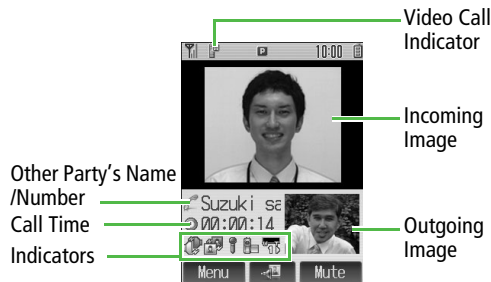 Video Call
Indicator
P 10:00
Incoming
Image
Other Party's Name
/Number
Suzuki sa
Call Time
00:00:14
Indicators
Outgoing
Image
Menu Mute